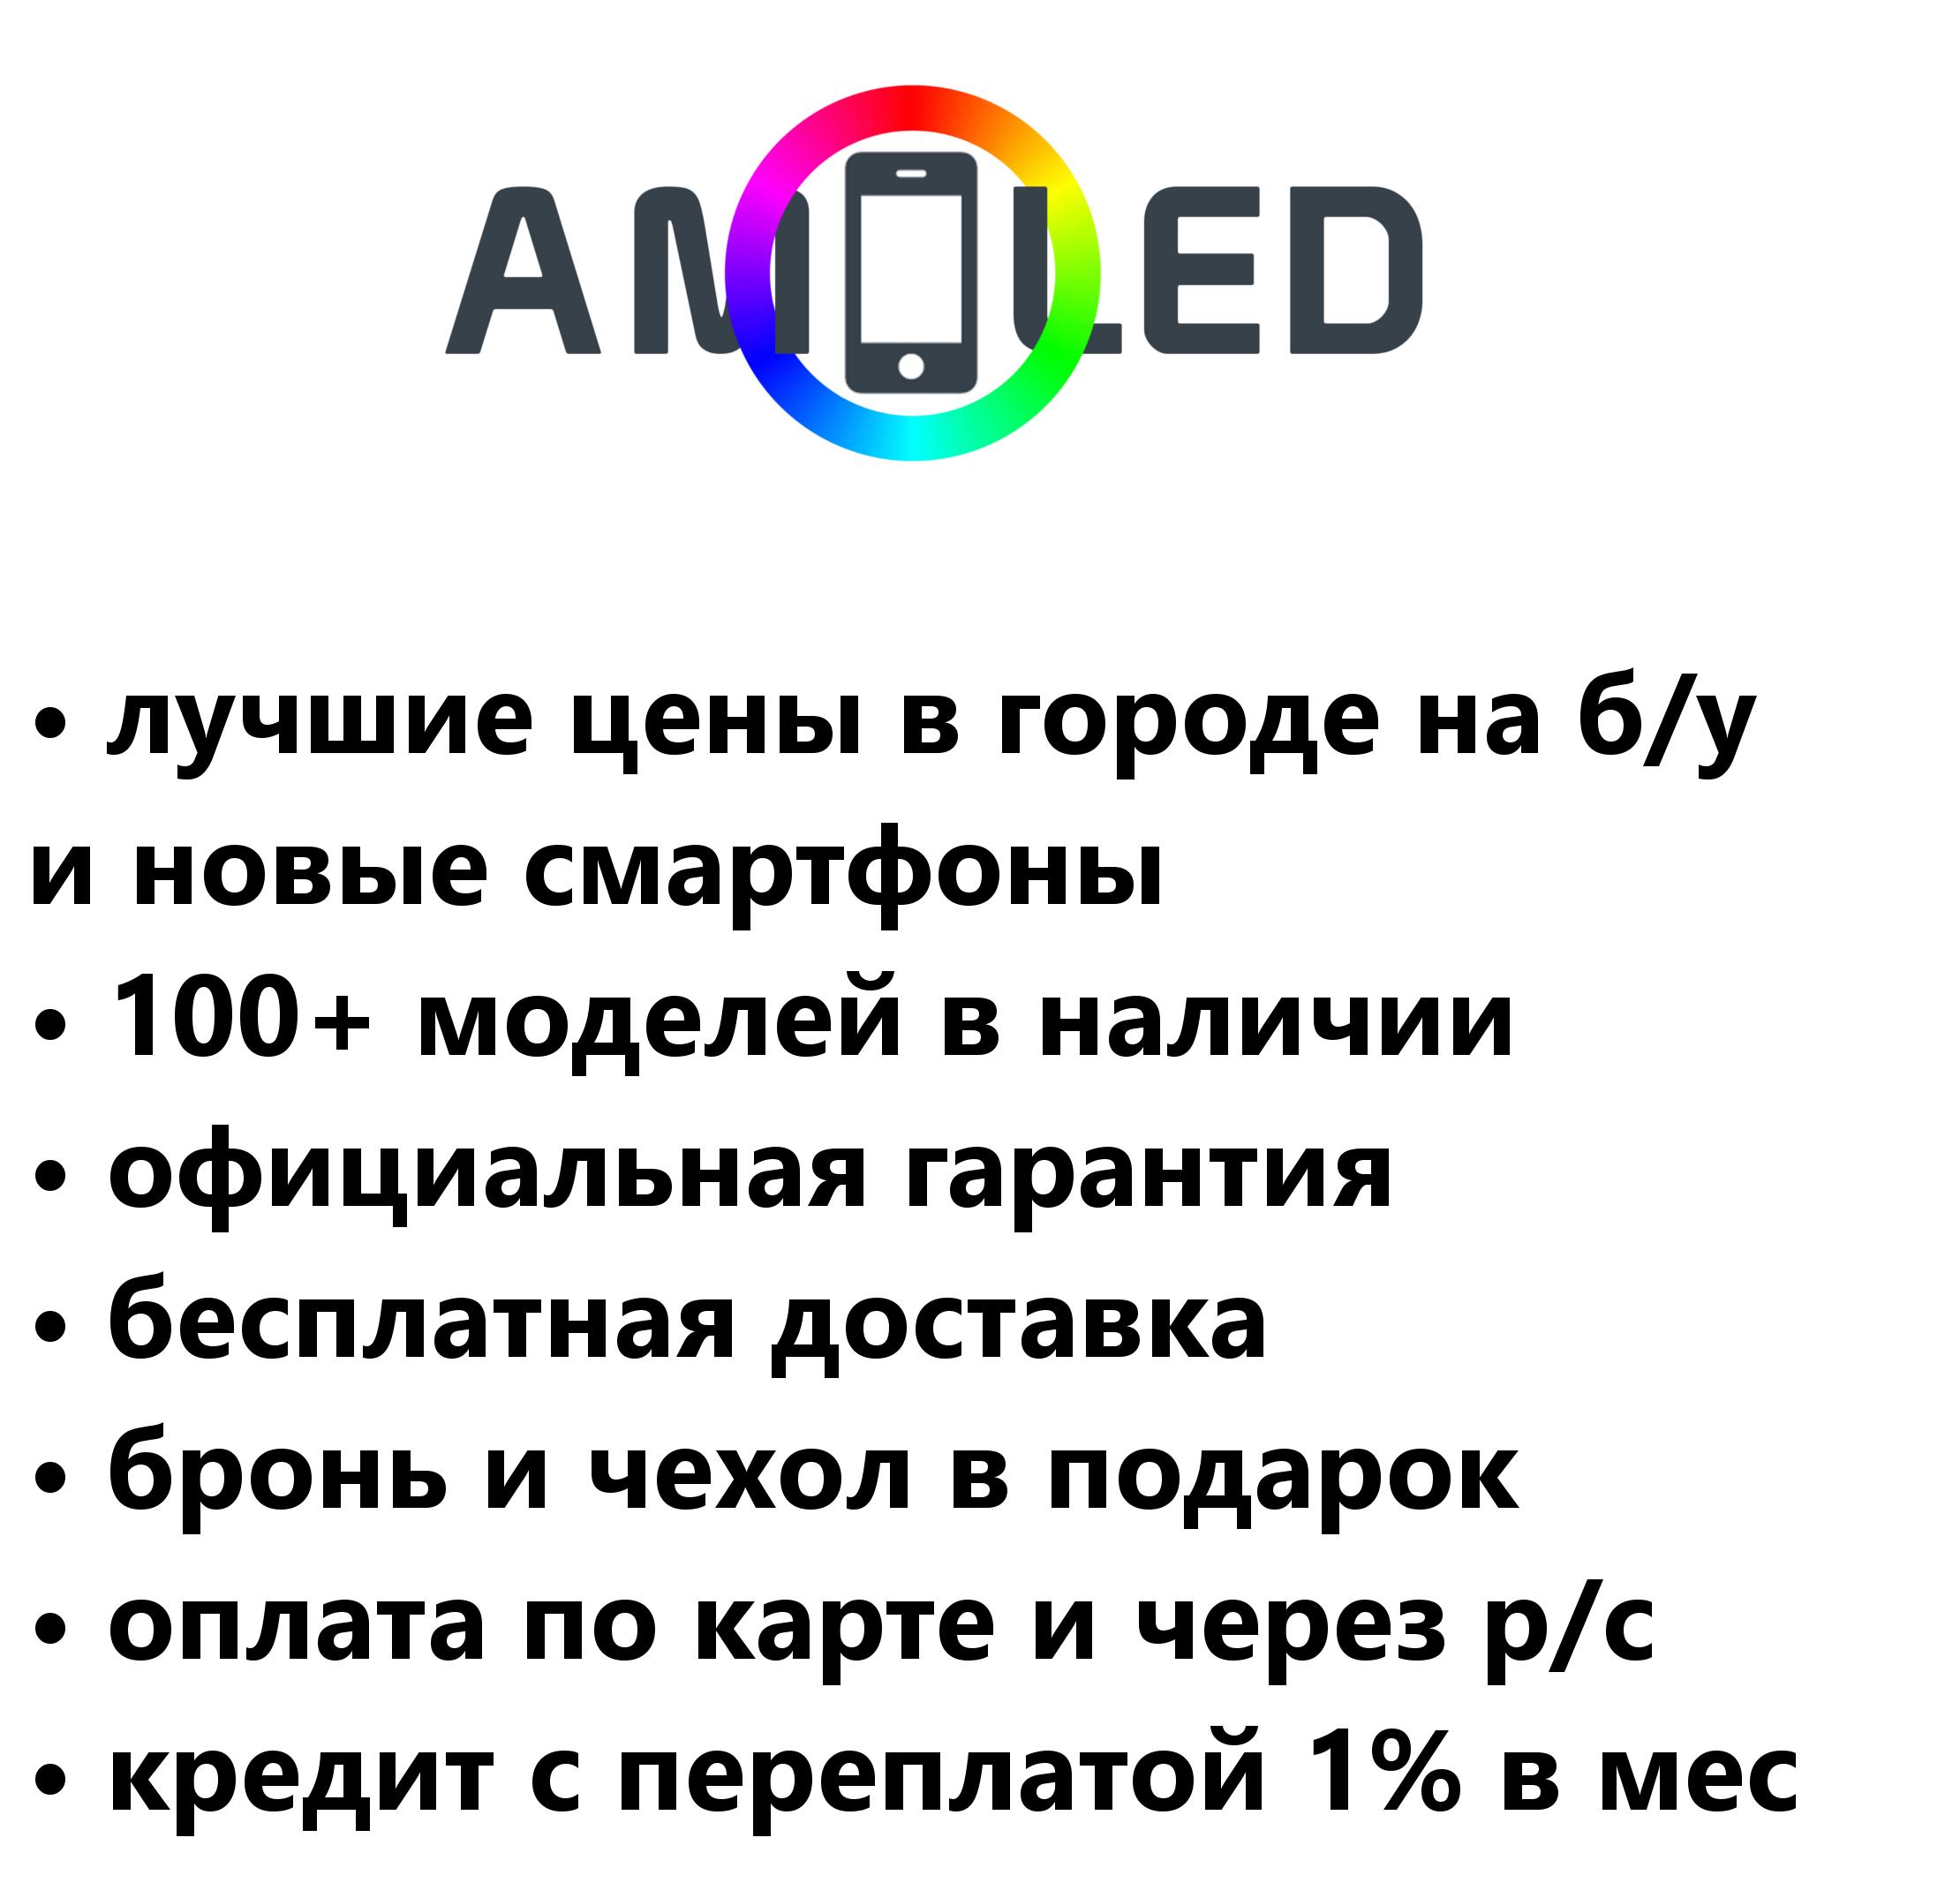 AMOLED
• лучшие цены в городе на б/у
и новые смартфоны
• 100+ моделей в наличии
• официальная гарантия
• бесплатная доставка
• бронь и чехол в подарок
• оплата по карте и через р/с
• кредит с переплатой 1% в мес